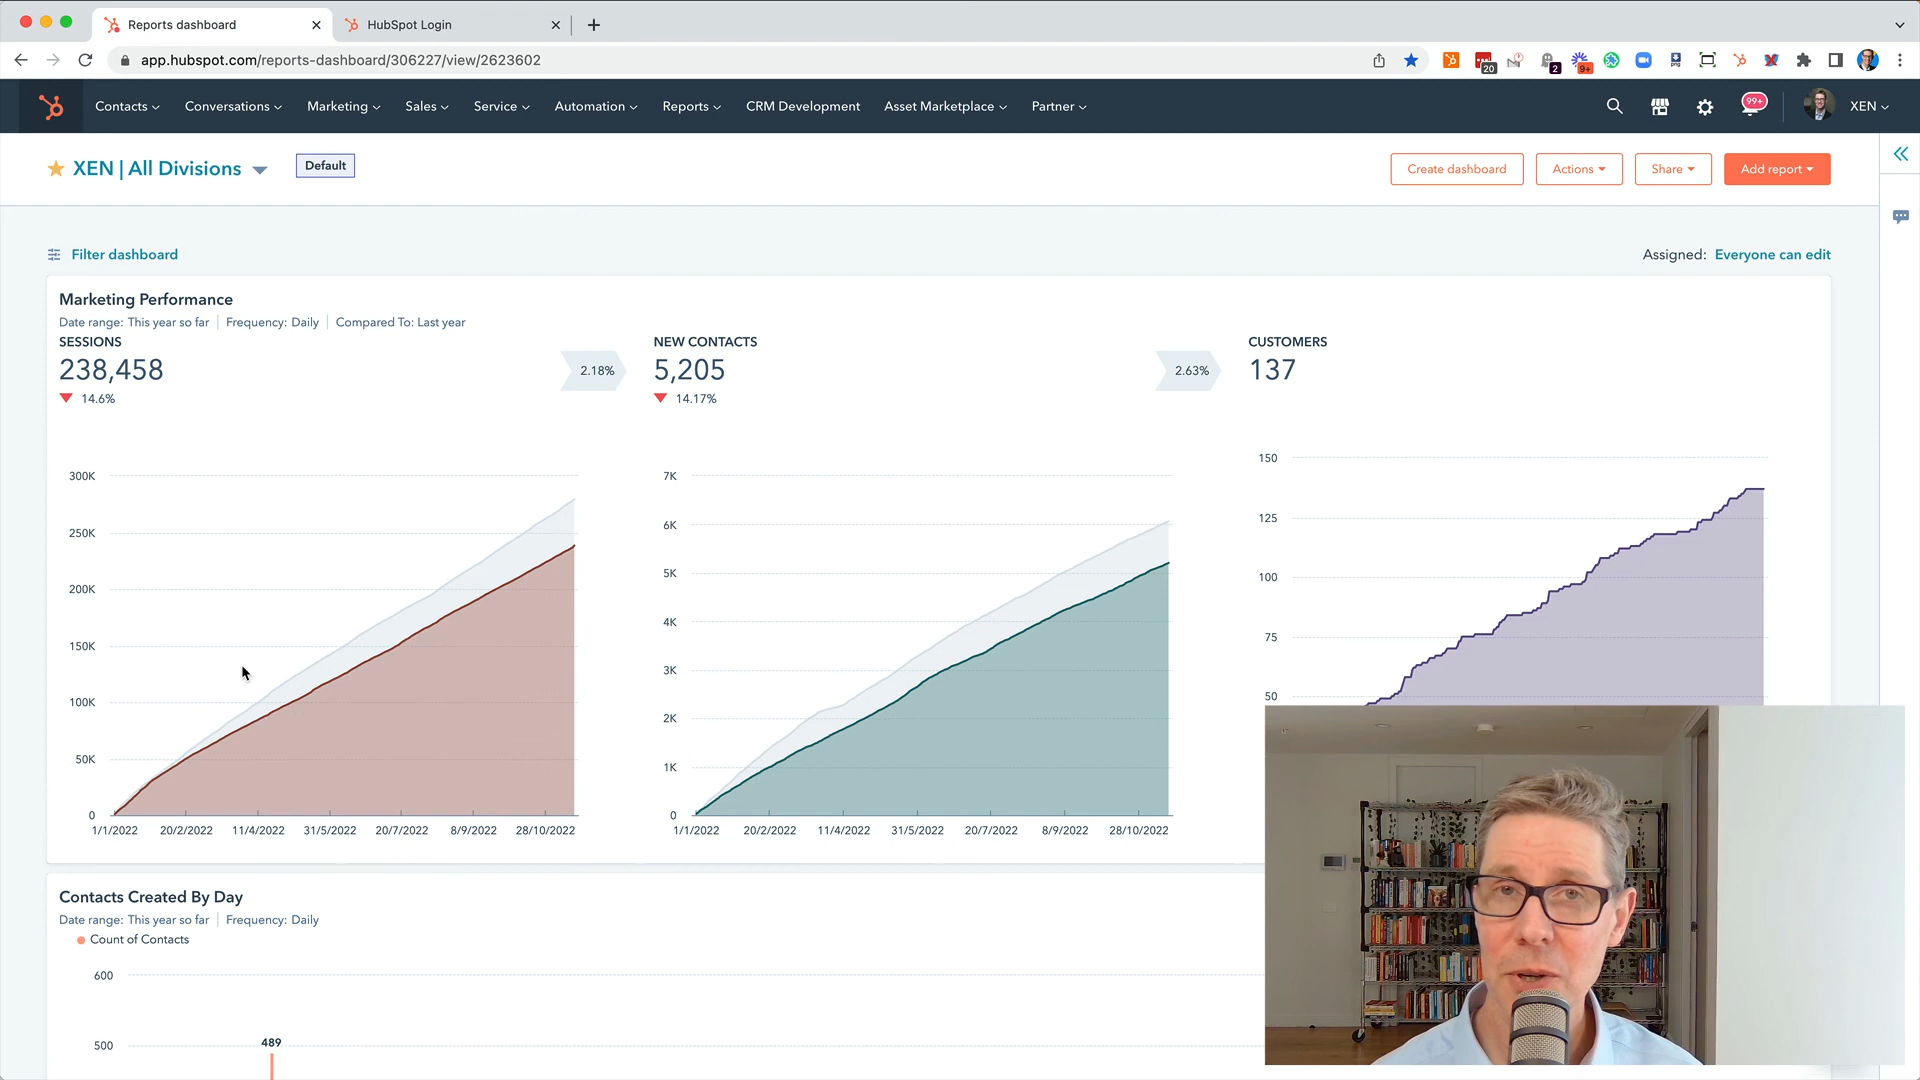 Reports dashboard
HubSpot Login
app.hubspot.com/reports-dashboard/306227/view/2623602
20
2
9+
Contacts
Conversations
Marketing
Sales
Service
Automation
Reports
CRM Development
Asset Marketplace
Partner
99+
XEN
XEN | All Divisions
Default
Create dashboard
Actions
Share
Add report
Filter dashboard
Assigned: Everyone can edit
Marketing Performance
Date range: This year so far
Frequency: Daily
Compared To: Last year
SESSIONS
238,458
14.6%
2.18%
NEW CONTACTS
5,205
14.17%
2.63%
CUSTOMERS
137
300K
250K
200K
150K
100K
50K
0
1/1/2022 20/2/2022 11/4/2022 31/5/2022 20/7/2022 8/9/2022 28/10/2022
7K
6K
5K
4K
3K
2K
1K
0
1/1/2022 20/2/2022 11/4/2022 31/5/2022 20/7/2022 8/9/2022 28/10/2022
150
125
100
75
50
Contacts Created By Day
Date range: This year so far
Frequency: Daily
Count of Contacts
600
500
489